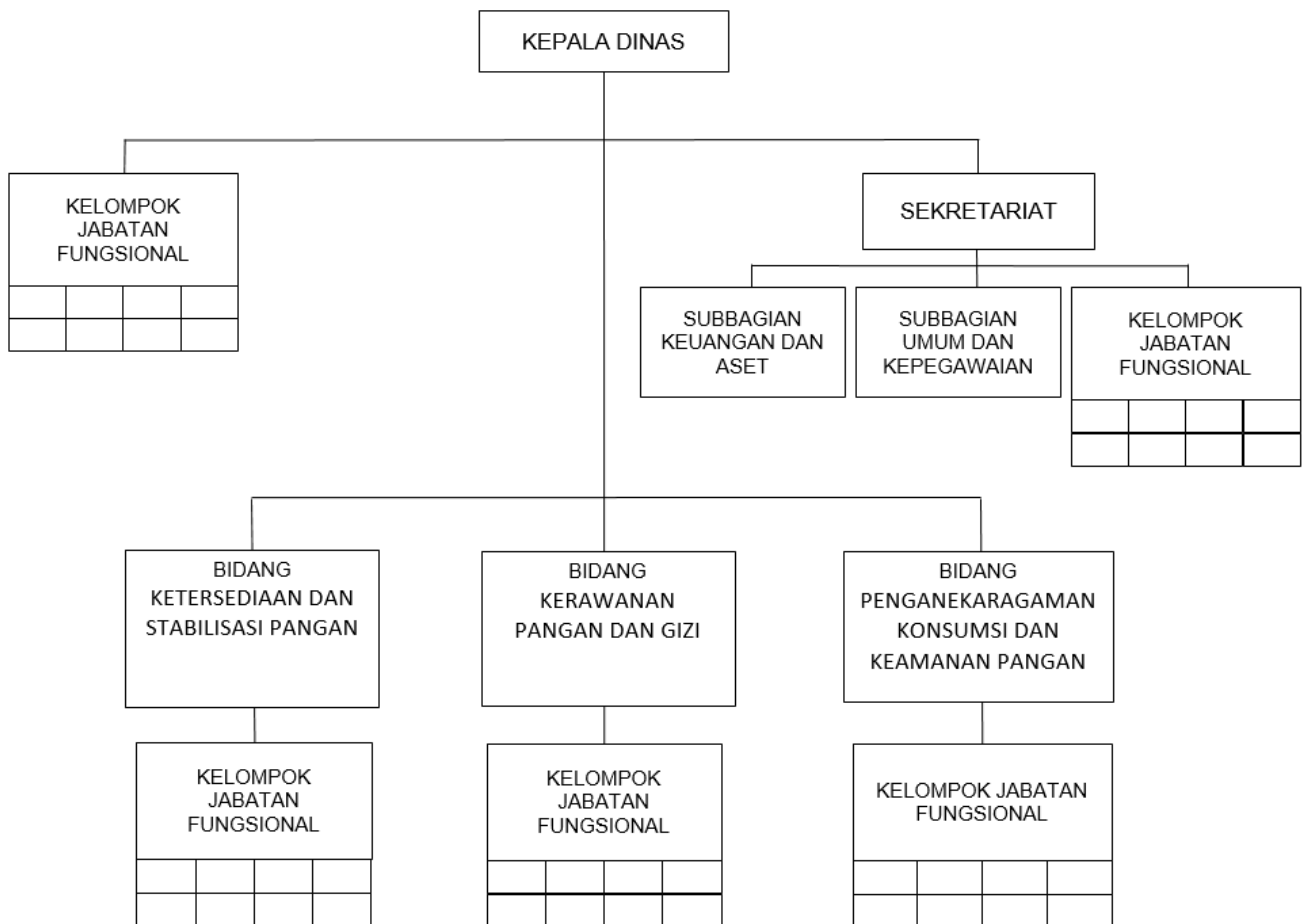 KEPALA DINAS
KELOMPOK
JABATAN
FUNGSIONAL
SEKRETARIAT
SUBBAGIAN
KEUANGAN DAN
ASET
SUBBAGIAN
UMUM DAN
KEPEGAWAIAN
KELOMPOK
JABATAN
FUNGSIONAL
BIDANG
KETERSEDIAAN DAN
STABILISASI PANGAN
BIDANG
KERAWANAN
PANGAN DAN GIZI
BIDANG
PENGANEKARAGAMAN
KONSUMSI DAN
KEAMANAN PANGAN
KELOMPOK
JABATAN
FUNGSIONAL
KELOMPOK
JABATAN
FUNGSIONAL
KELOMPOK JABATAN
FUNGSIONAL